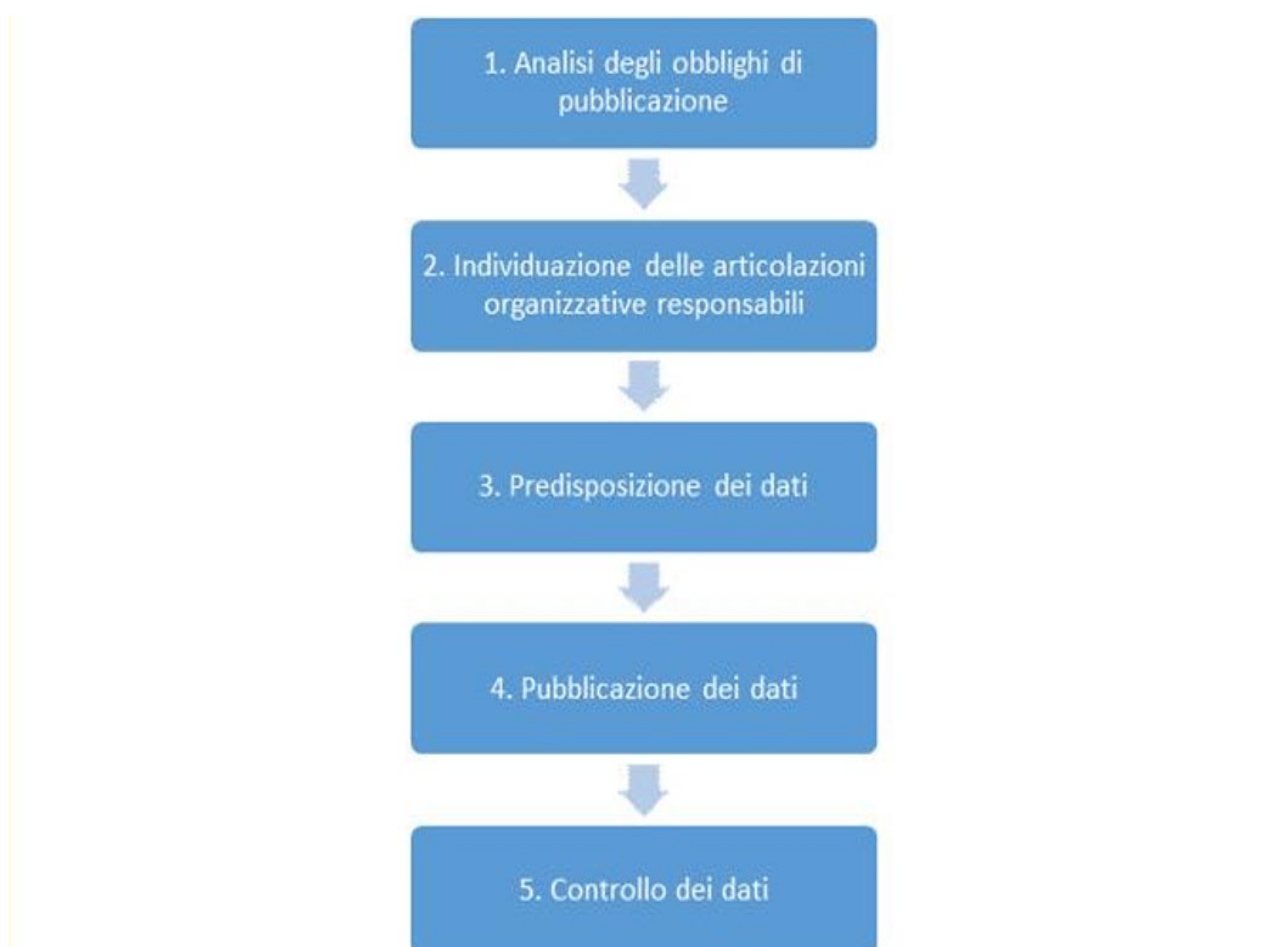 1. Analisi degli obblighi di
pubblicazione
2. Individuazione delle articolazioni
organizzative responsabili
3. Predisposizione dei dati
4. Pubblicazione dei dati
5. Controllo dei dati